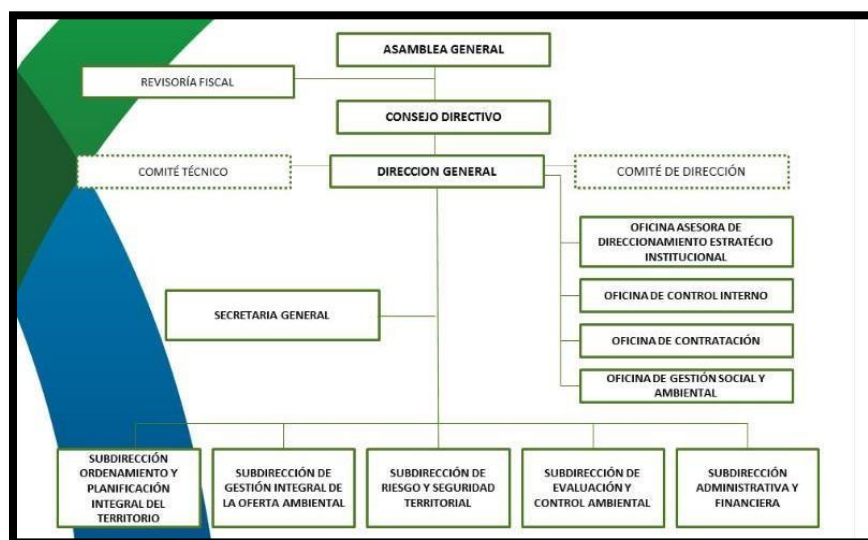 ASAMBLEA GENERAL
REVISORÍA FISCAL
CONSEJO DIRECTIVO
COMITÉ TÉCNICO
DIRECCION GENERAL
COMITÉ DE DIRECCIÓN
OFICINA ASESORA DE
DIRECCIONAMIENTO ESTRATÉCIO
INSTITUCIONAL
OFICINA DE CONTROL INTERNO
SECRETARIA GENERAL
OFICINA DE CONTRATACIÓN
OFICINA DE GESTIÓN SOCIAL Y
AMBIENTAL
SUBDIRECCIÓN
ORDENAMIENTO Y
PLANIFICACIÓN
INTEGRAL DEL
TERRITORIO
SUBDIRECCIÓN DE
GESTIÓN INTEGRAL DE
LA OFERTA AMBIENTAL
SUBDIRECCIÓN DE
RIESGO Y SEGURIDAD
TERRITORIAL
SUBDIRECCIÓN DE
EVALUACIÓN Y
CONTROL AMBIENTAL
SUBDIRECCIÓN
ADMINISTRATIVA Y
FINANCIERA